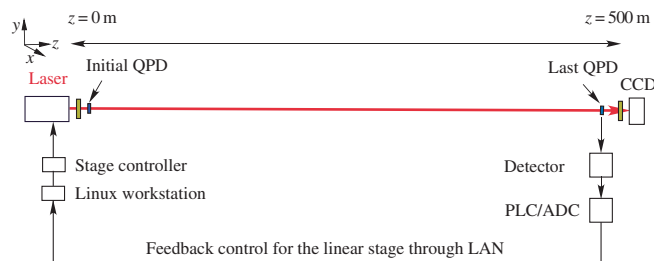 y
z = 0 m
z = 500 m
z
x
Initial QPD
Last QPD
Laser
CCD
Stage controller
Detector
Linux workstation
PLC/ADC
Feedback control for the linear stage through LAN